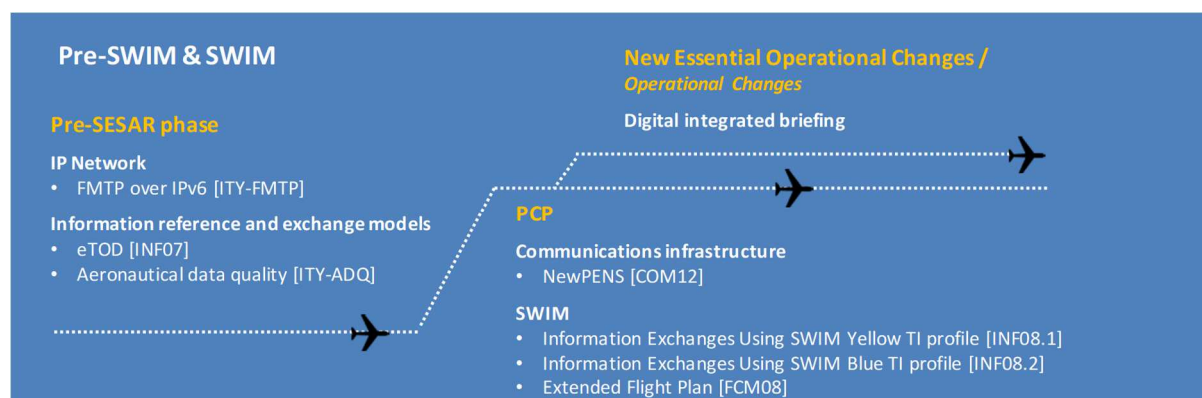 Pre-SWIM & SWIM
Pre-SESAR phase
IP Network
• FMTP over IPv6 [ITY-FMTP]
Information reference and exchange models
• eTOD [INF07]
• Aeronautical data quality [ITY-ADQ]
New Essential Operational Changes /
Operational Changes
Digital integrated briefing
PCP
Communications infrastructure
• NewPENS [COM12]
SWIM
• Information Exchanges Using SWIM Yellow TI profile [INF08.1]
• Information Exchanges Using SWIM Blue TI profile [INF08.2]
• Extended Flight Plan [FCM08]